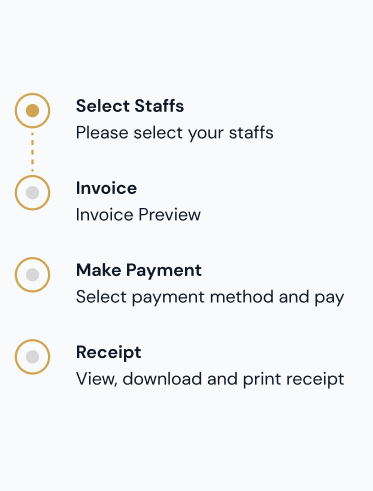 Select Staffs
Please select your staffs
Invoice
Invoice Preview
Make Payment
Select payment method and pay
Receipt
View, download and print receipt